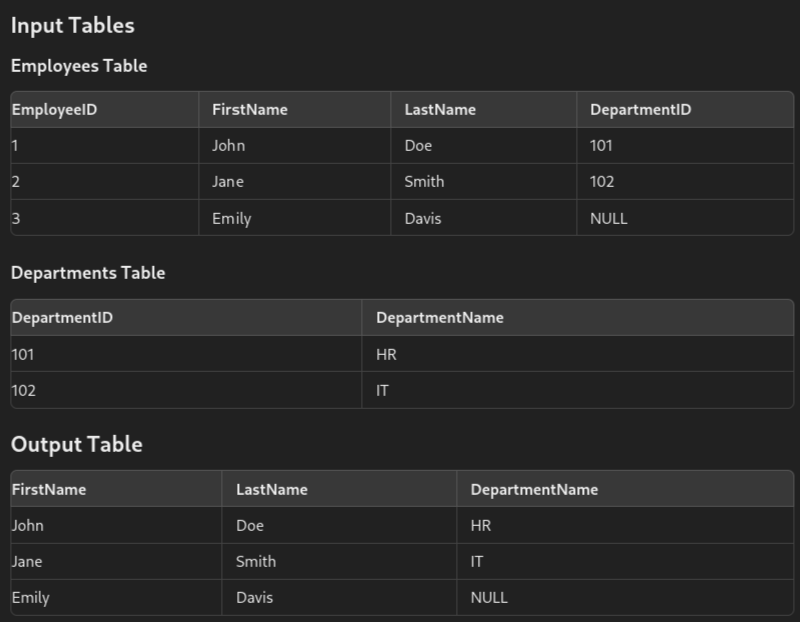 Input Tables
Employees Table
EmployeeID FirstName LastName DepartmentID
1 John Doe 101
2 Jane Smith 102
3 Emily Davis NULL
Departments Table
DepartmentID DepartmentName
101 HR
102 IT
Output Table
FirstName LastName DepartmentName
John Doe HR
Jane Smith IT
Emily Davis NULL